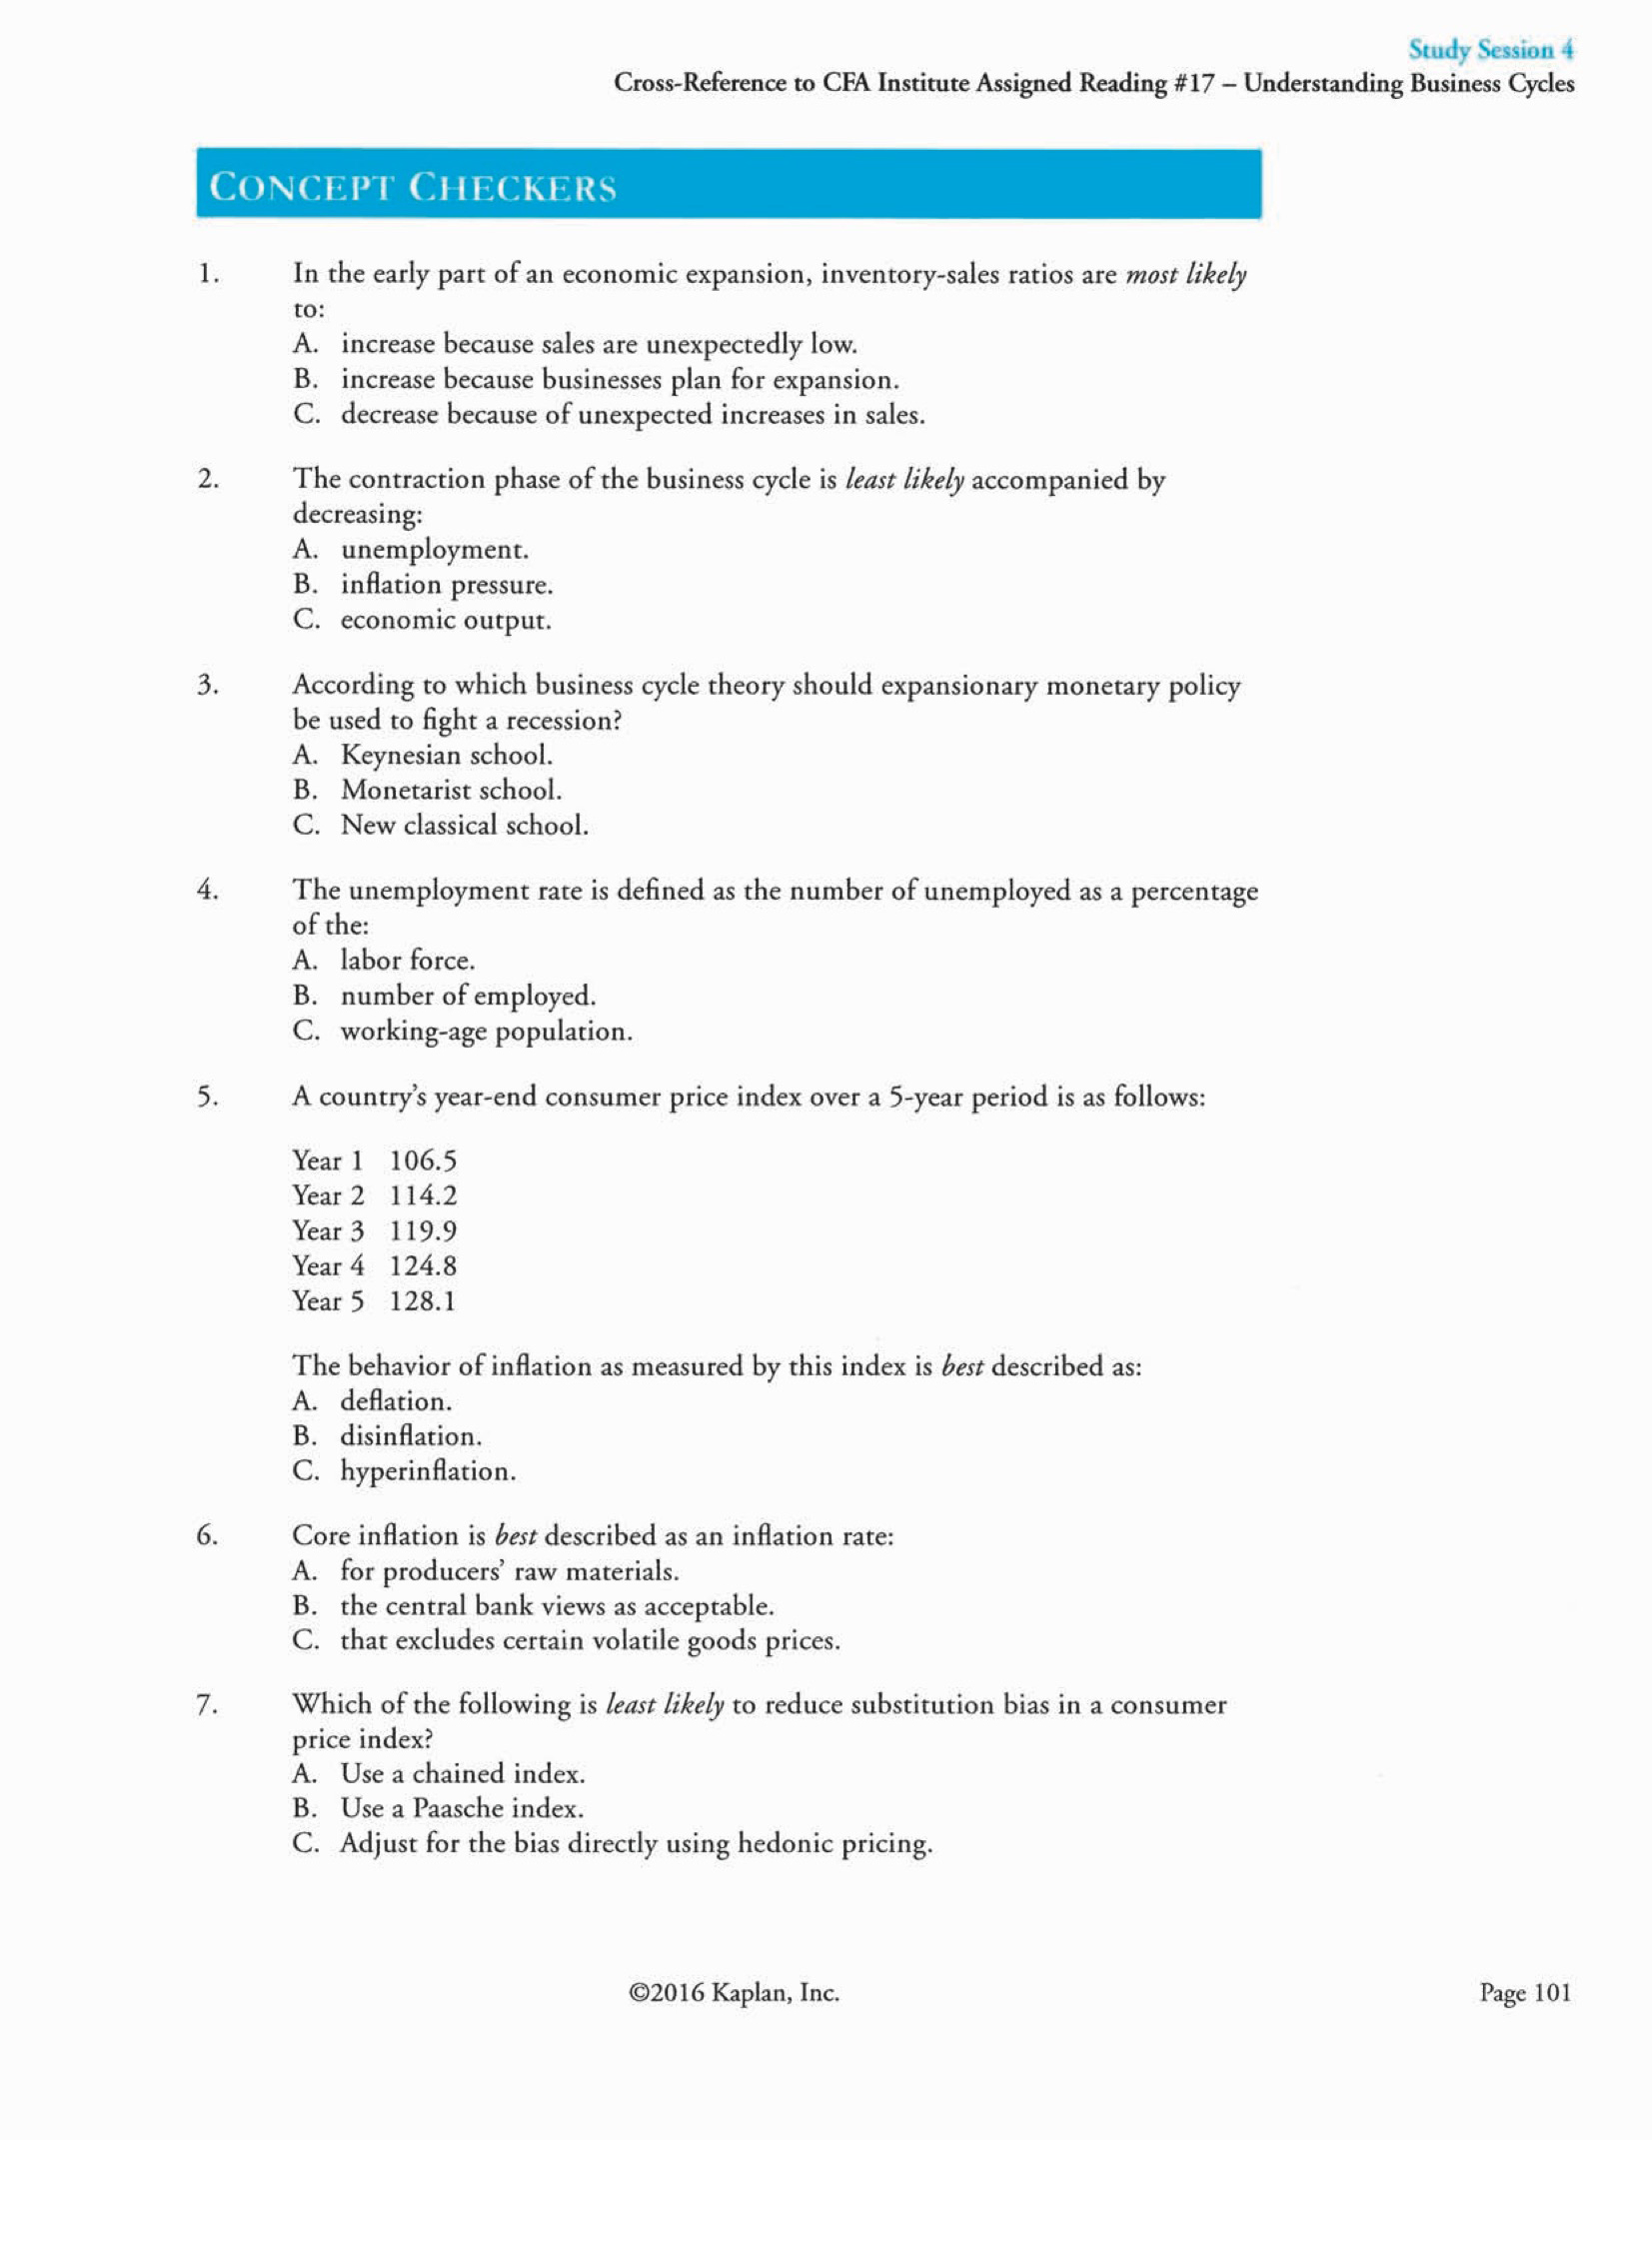 Study Session 4
Cross-Reference to CFA Institute Assigned Reading #17 – Understanding Business Cycles
CONCEPT CHECKERS
1. In the early part of an economic expansion, inventory-sales ratios are most likely
to:
A. increase because sales are unexpectedly low.
B. increase because businesses plan for expansion.
C. decrease because of unexpected increases in sales.
2. The contraction phase of the business cycle is least likely accompanied by
decreasing:
A. unemployment.
B. inflation pressure.
C. economic output.
3. According to which business cycle theory should expansionary monetary policy
be used to fight a recession?
A. Keynesian school.
B. Monetarist school.
C. New classical school.
4. The unemployment rate is defined as the number of unemployed as a percentage
of the:
A. labor force.
B. number of employed.
C. working-age population.
5. A country's year-end consumer price index over a 5-year period is as follows:
Year 1 106.5
Year 2 114.2
Year 3 119.9
Year 4 124.8
Year 5 128.1
The behavior of inflation as measured by this index is best described as:
A. deflation.
B. disinflation.
C. hyperinflation.
6. Core inflation is best described as an inflation rate:
A. for producers' raw materials.
B. the central bank views as acceptable.
C. that excludes certain volatile goods prices.
7. Which of the following is least likely to reduce substitution bias in a consumer
price index?
A. Use a chained index.
B. Use a Paasche index.
C. Adjust for the bias directly using hedonic pricing.
©2016 Kaplan, Inc.
Page 101